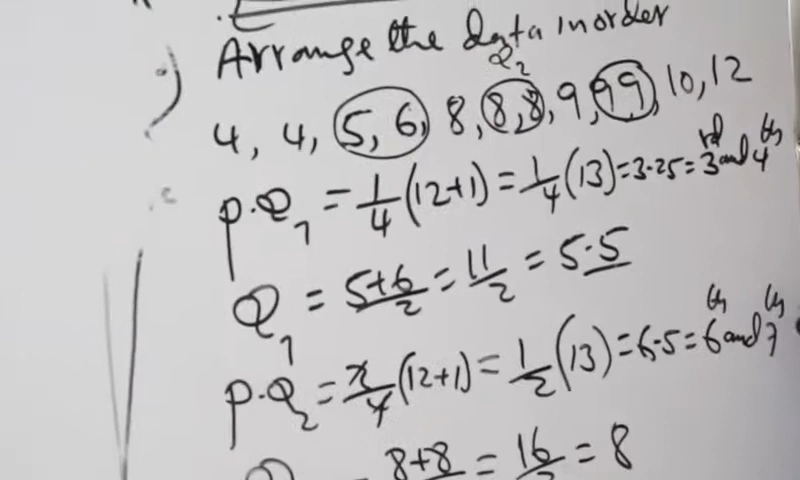 Arrange the data in order
Q₂
4, 4, 5, 6, 8, 8, 8, 9, 9, 9, 10, 12
P.Q₁ = 1/4 (12+1) = 1/4 (13) = 3.25 = 3rd and 4th
Q₁ = 5+6/2 = 11/2 = 5.5
P.Q₂ = 2/4 (12+1) = 1/2 (13) = 6.5 = 6th and 7th
= 8+8 = 16/2 = 8